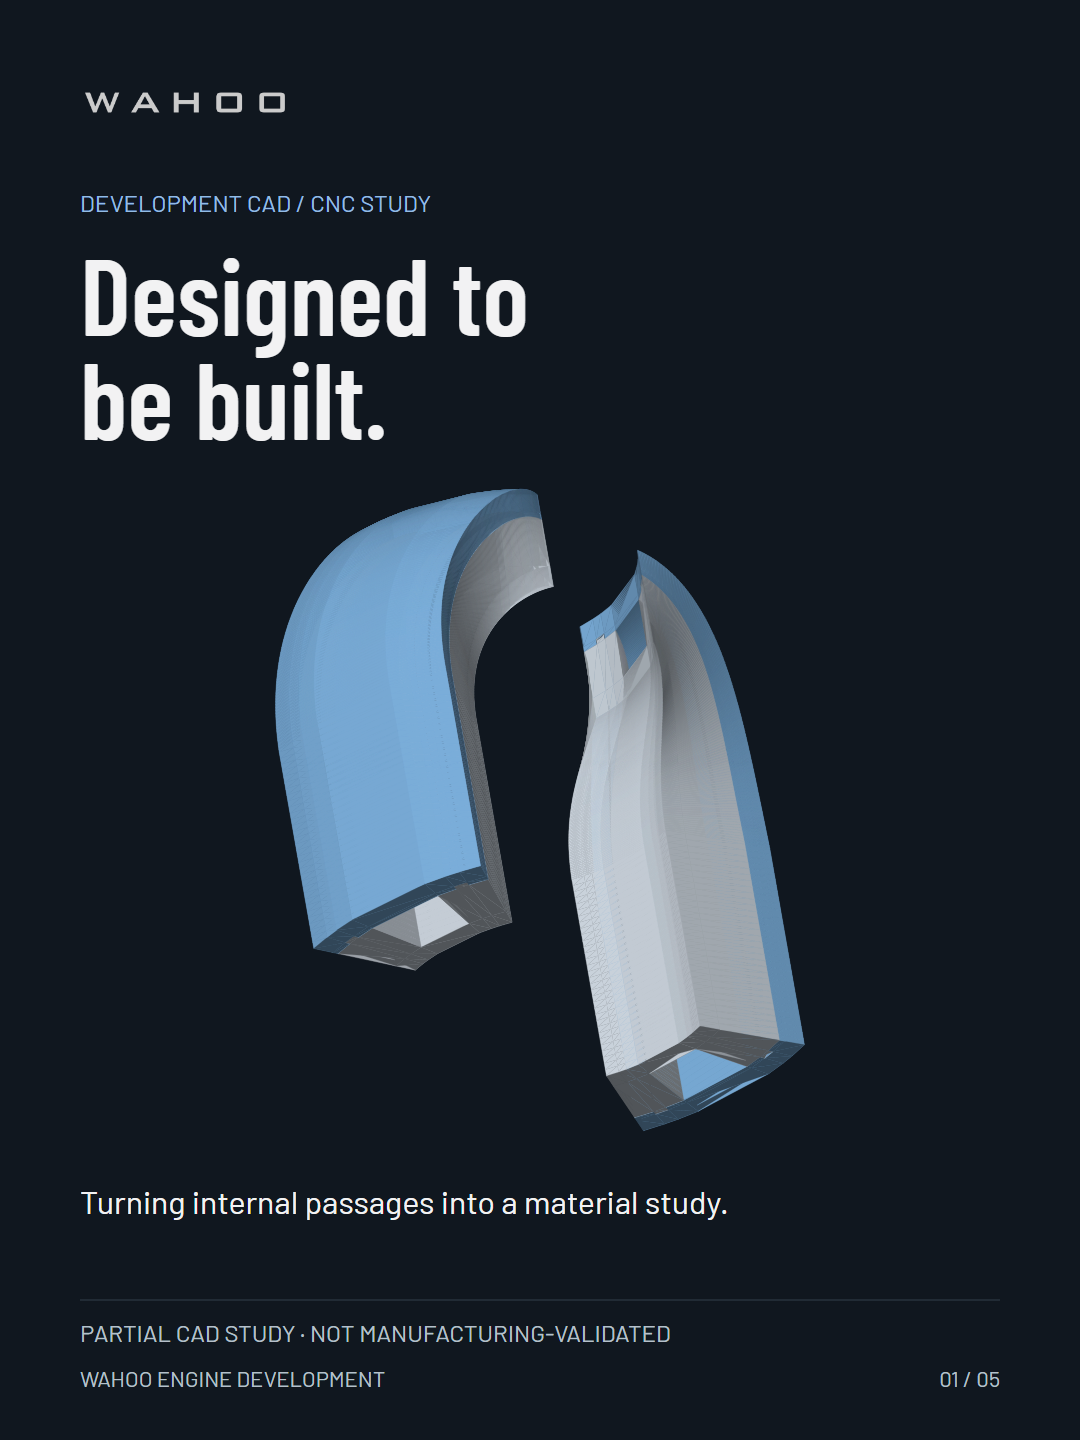 WAHOO
DEVELOPMENT CAD / CNC STUDY
Designed to
be built.
Turning internal passages into a material study.
PARTIAL CAD STUDY · NOT MANUFACTURING-VALIDATED
WAHOO ENGINE DEVELOPMENT
01 / 05